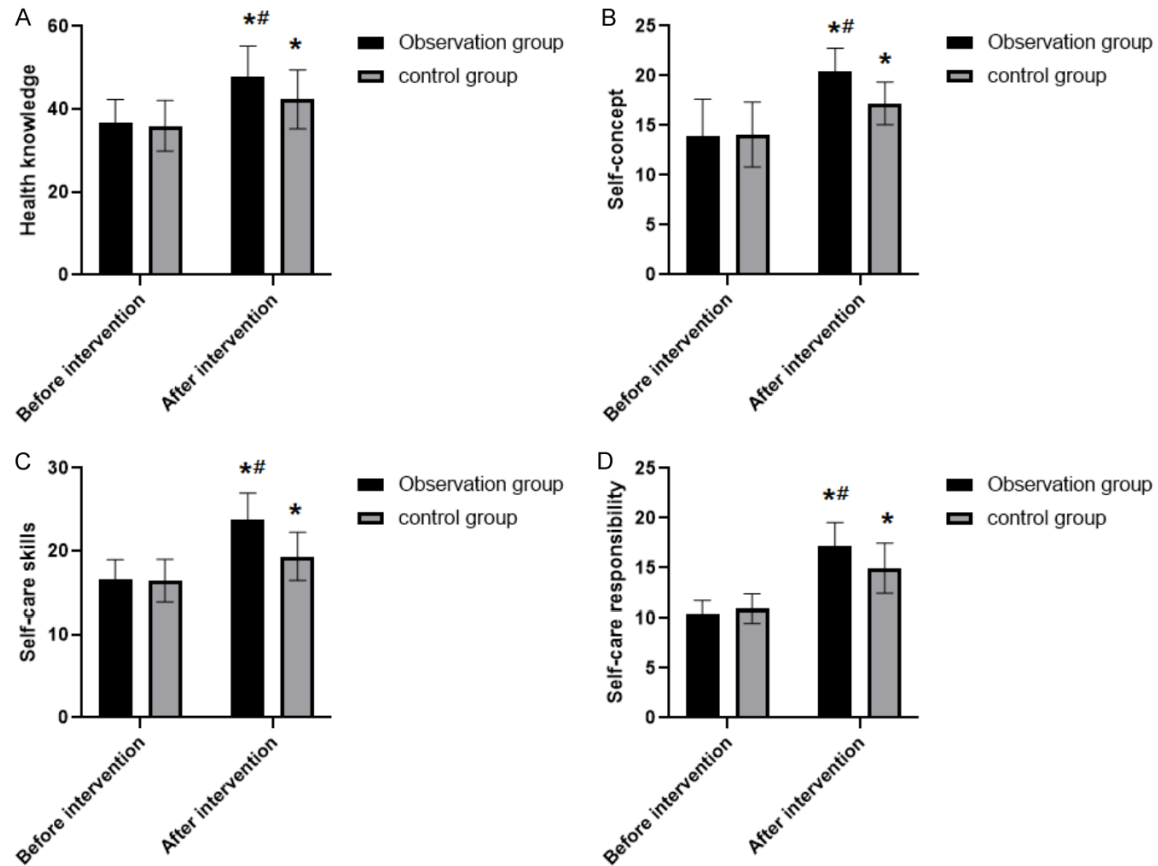 A
Health knowledge
60
40
20
0
*#
*
Before intervention
After intervention
Observation group
control group
B
Self-concept
25
20
15
10
5
0
*#
*
Before intervention
After intervention
Observation group
control group
C
Self-care skills
30
20
10
0
*#
*
Before intervention
After intervention
Observation group
control group
D
Self-care responsibility
25
20
15
10
5
0
*#
*
Before intervention
After intervention
Observation group
control group